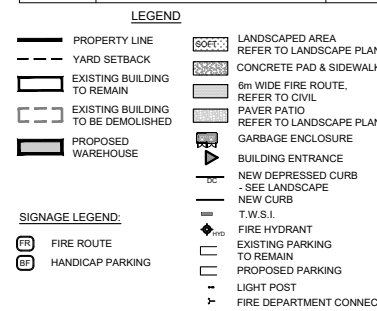 LEGEND
PROPERTY LINE
YARD SETBACK
EXISTING BUILDING
TO REMAIN
EXISTING BUILDING
TO BE DEMOLISHED
PROPOSED
WAREHOUSE
SIGNAGE LEGEND:
FR FIRE ROUTE
BF HANDICAP PARKING
SOFT LANDSCAPED AREA
REFER TO LANDSCAPE PLAN
CONCRETE PAD & SIDEWALK
6m WIDE FIRE ROUTE,
REFER TO CIVIL
PAVER PATIO
REFER TO LANDSCAPE PLAN
GARBAGE ENCLOSURE
BUILDING ENTRANCE
DC NEW DEPRESSED CURB
- SEE LANDSCAPE
NEW CURB
T.W.S.I.
HYD FIRE HYDRANT
EXISTING PARKING
TO REMAIN
PROPOSED PARKING
LIGHT POST
FIRE DEPARTMENT CONNEC